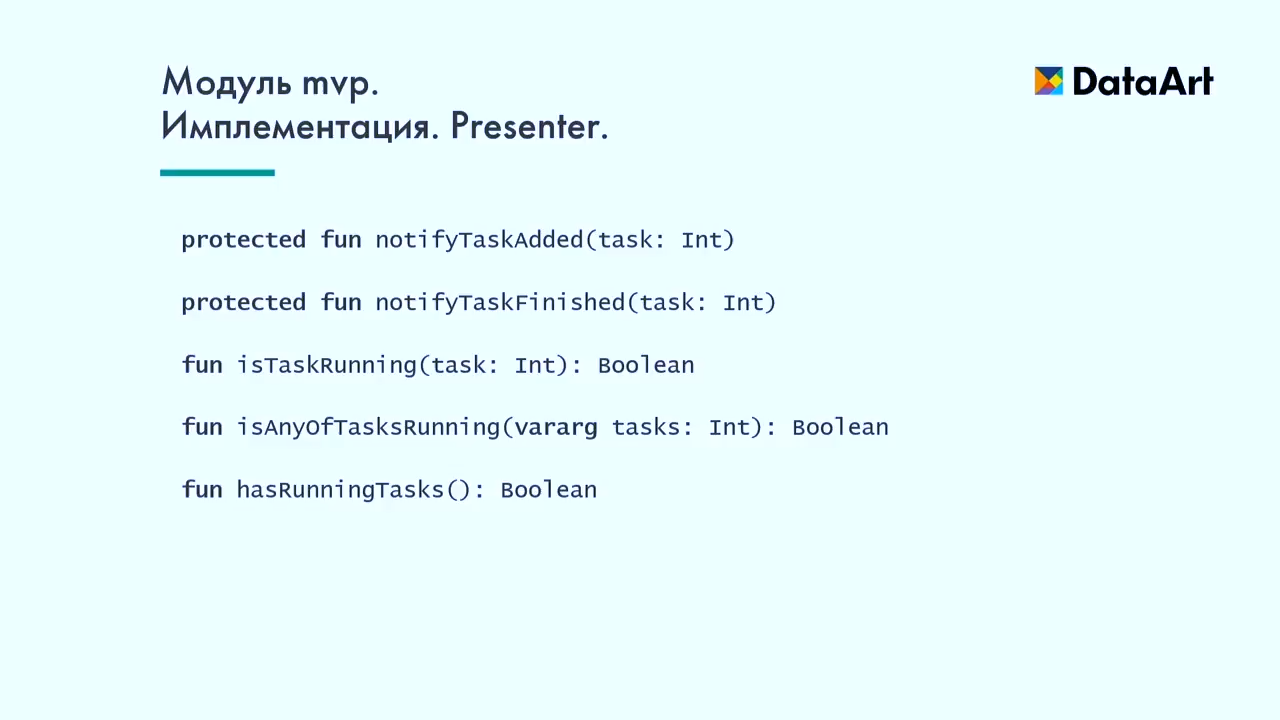 Модуль mvp.
Имплементация. Presenter.
DataArt
protected fun notifyTaskAdded(task: Int)
protected fun notifyTaskFinished(task: Int)
fun isTaskRunning(task: Int): Boolean
fun isAnyOfTasksRunning(vararg tasks: Int): Boolean
fun hasRunningTasks(): Boolean